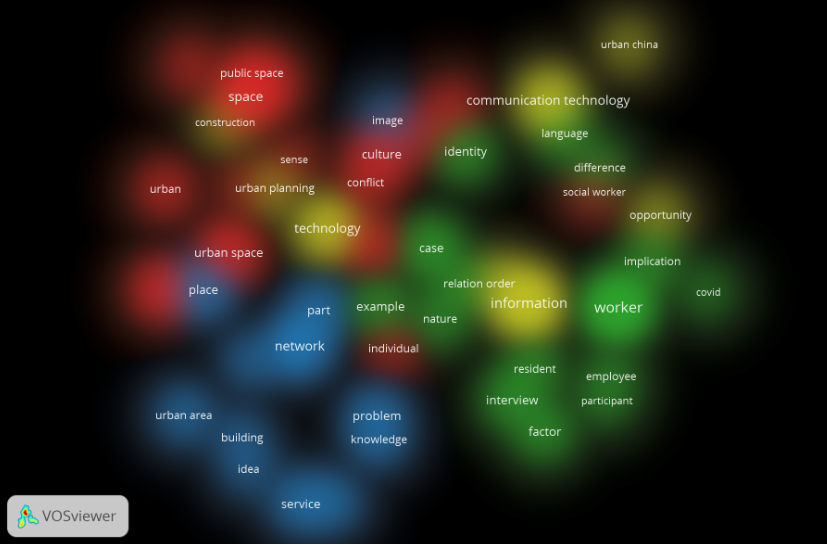 urban china
public space
space
communication technology
construction
image
language
culture
identity
sense
difference
conflict
urban
urban planning
social worker
opportunity
technology
case
urban space
implication
relation order
place
covid
information
part
example
worker
nature
network
individual
resident
employee
interview
participant
urban area
problem
factor
building
knowledge
idea
service
VOSviewer